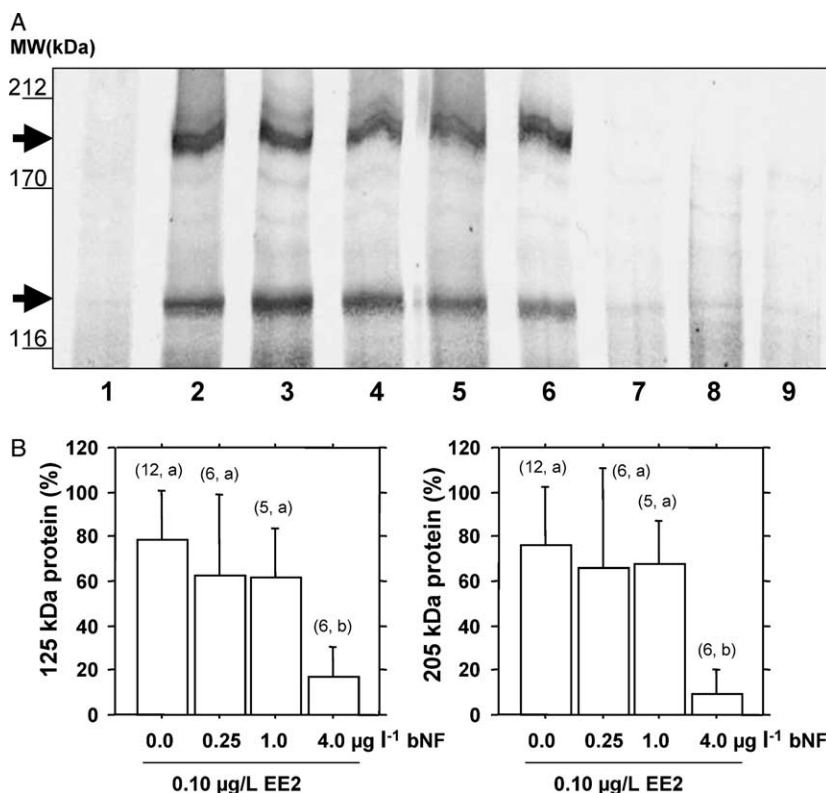 A
MW(kDa)
212
170
116
1 2 3 4 5 6 7 8 9
B
125 kDa protein (%)
120
100
80
60
40
20
0
(12, a)
(6, a)
(5, a)
(6, b)
0.0 0.25 1.0 4.0 µg l⁻¹ bNF
0.10 µg/L EE2
205 kDa protein (%)
120
100
80
60
40
20
0
(12, a)
(6, a)
(5, a)
(6, b)
0.0 0.25 1.0 4.0 µg l⁻¹ bNF
0.10 µg/L EE2